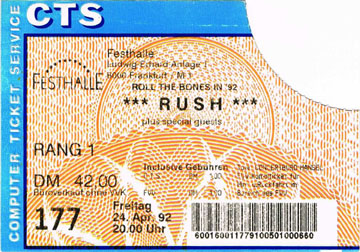 CTS
COMPUTER TICKET SERVICE
FESTHALLE
Festhalle
Ludwig Erhard Anlage 1
6000 Frankfurt / M 1
ROLL THE BONES IN '92
*** RUSH ***
plus special guests
RANG 1
DM 42.00
Inclusive Gebühren
177
Freitag
24. Apr. 92
20.00 Uhr
600160011779100501000660